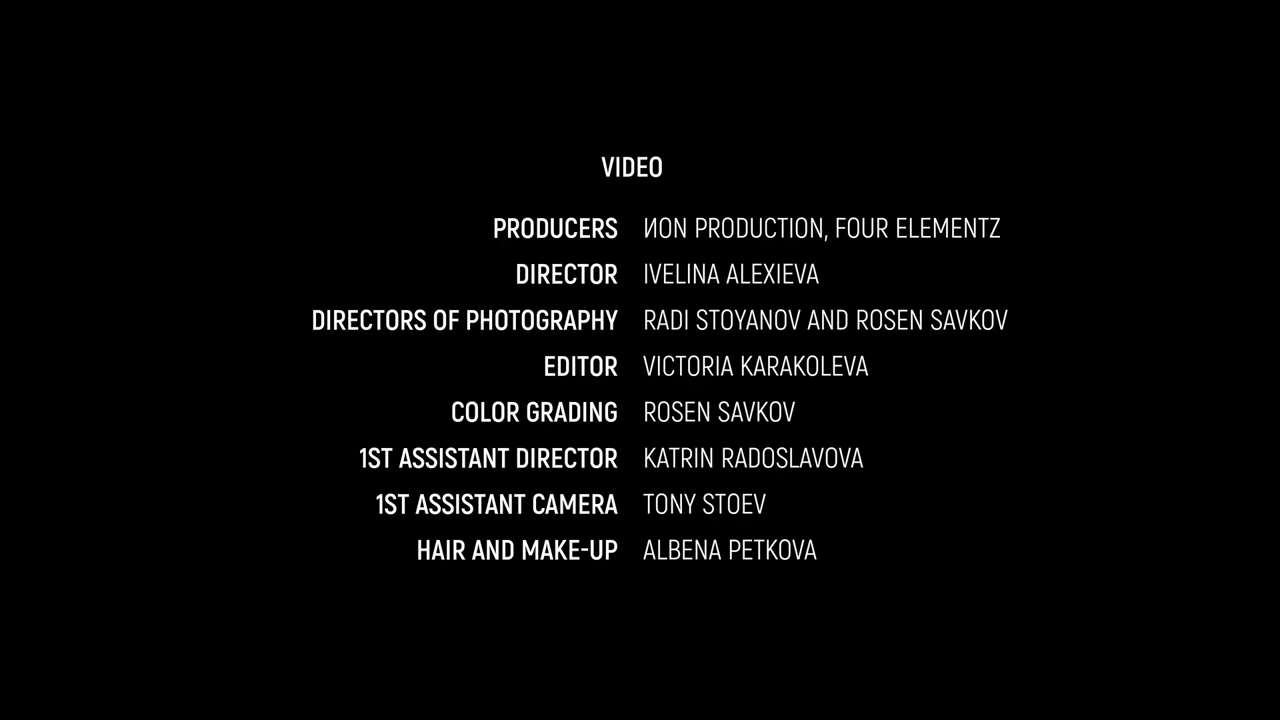 VIDEO
PRODUCERS ИON PRODUCTION, FOUR ELEMENTZ
DIRECTOR IVELINA ALEXIEVA
DIRECTORS OF PHOTOGRAPHY RADI STOYANOV AND ROSEN SAVKOV
EDITOR VICTORIA KARAKOLEVA
COLOR GRADING ROSEN SAVKOV
1ST ASSISTANT DIRECTOR KATRIN RADOSLAVOVA
1ST ASSISTANT CAMERA TONY STOEV
HAIR AND MAKE-UP ALBENA PETKOVA